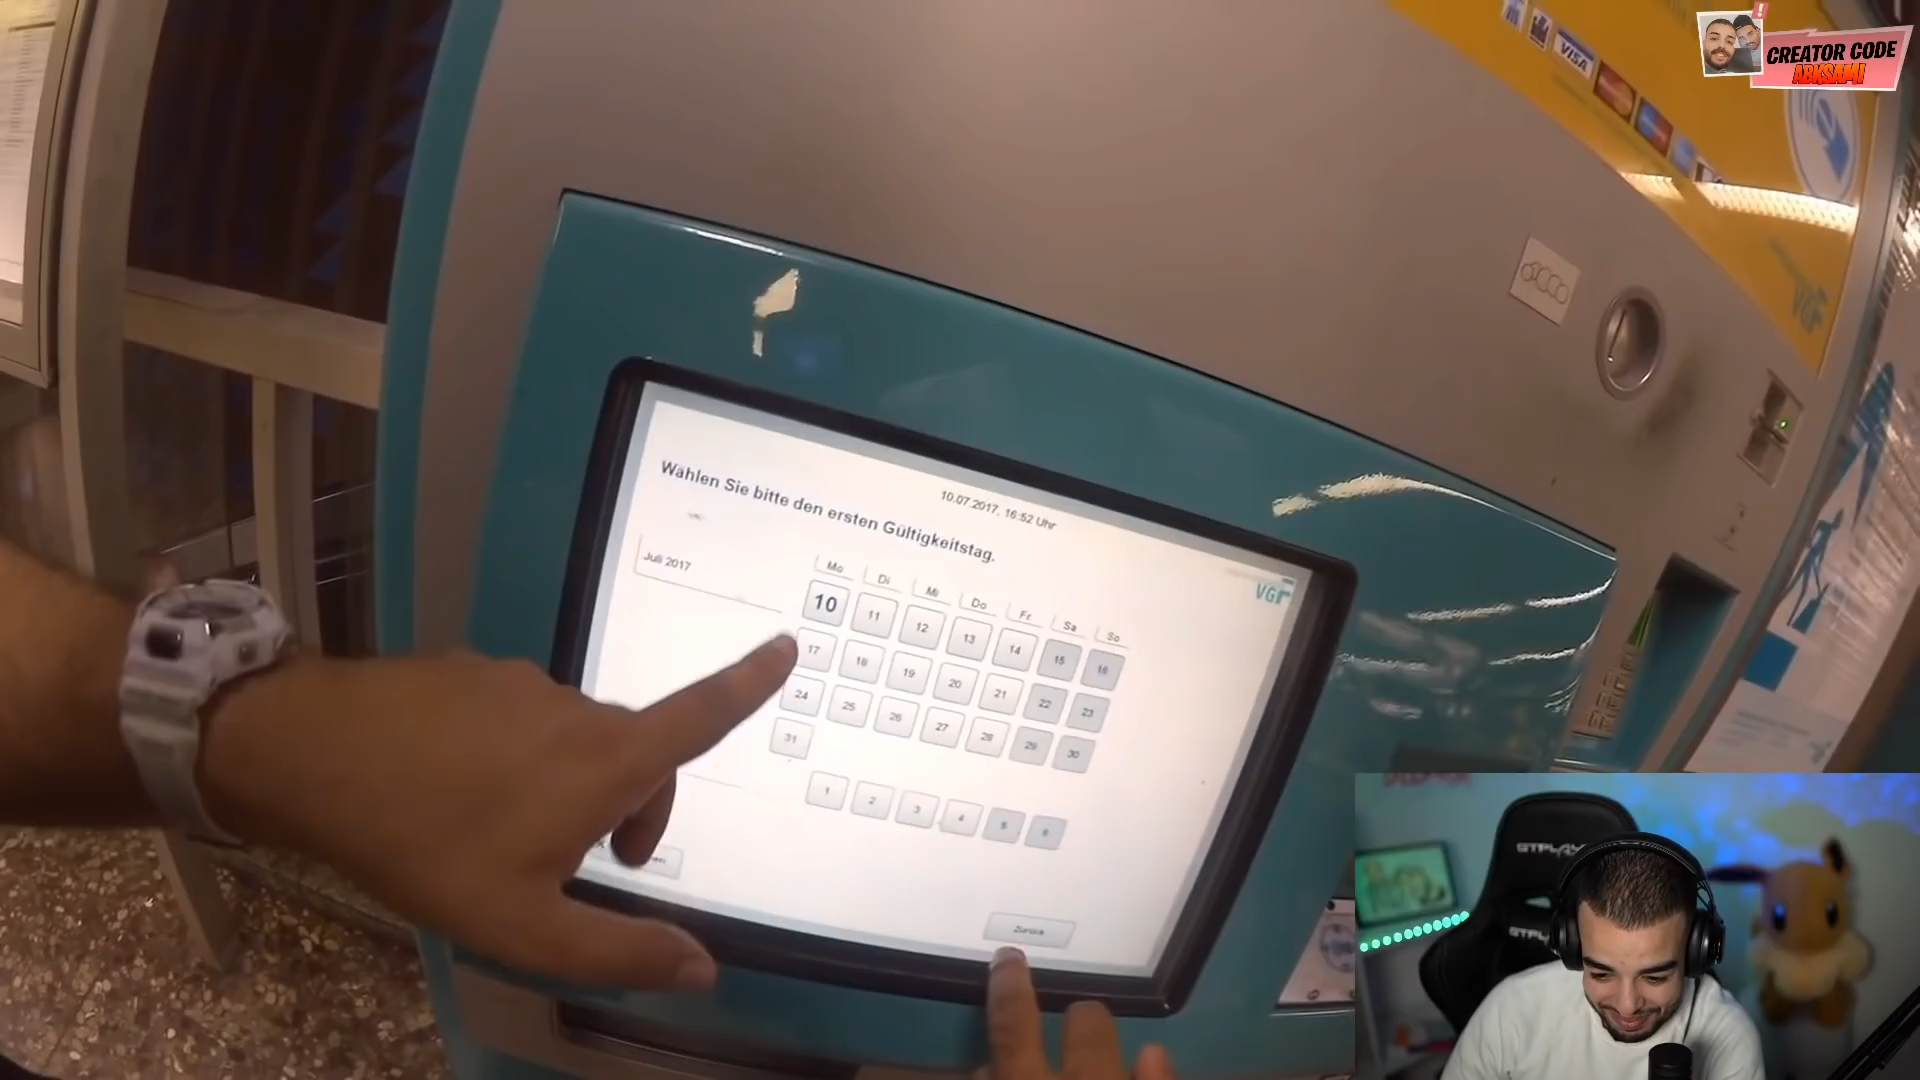 CREATOR CODE
ABKSAMI
VISA
10.07.2017, 16:52 Uhr
Wählen Sie bitte den ersten Gültigkeitstag.
VGF
Juli 2017
Mo Di Mi Do Fr Sa So
10 11 12 13 14 15 16
17 18 19 20 21 22 23
24 25 26 27 28 29 30
31
1 2 3 4 5 6
Zurück
VGF
GTPLAY
GTPL